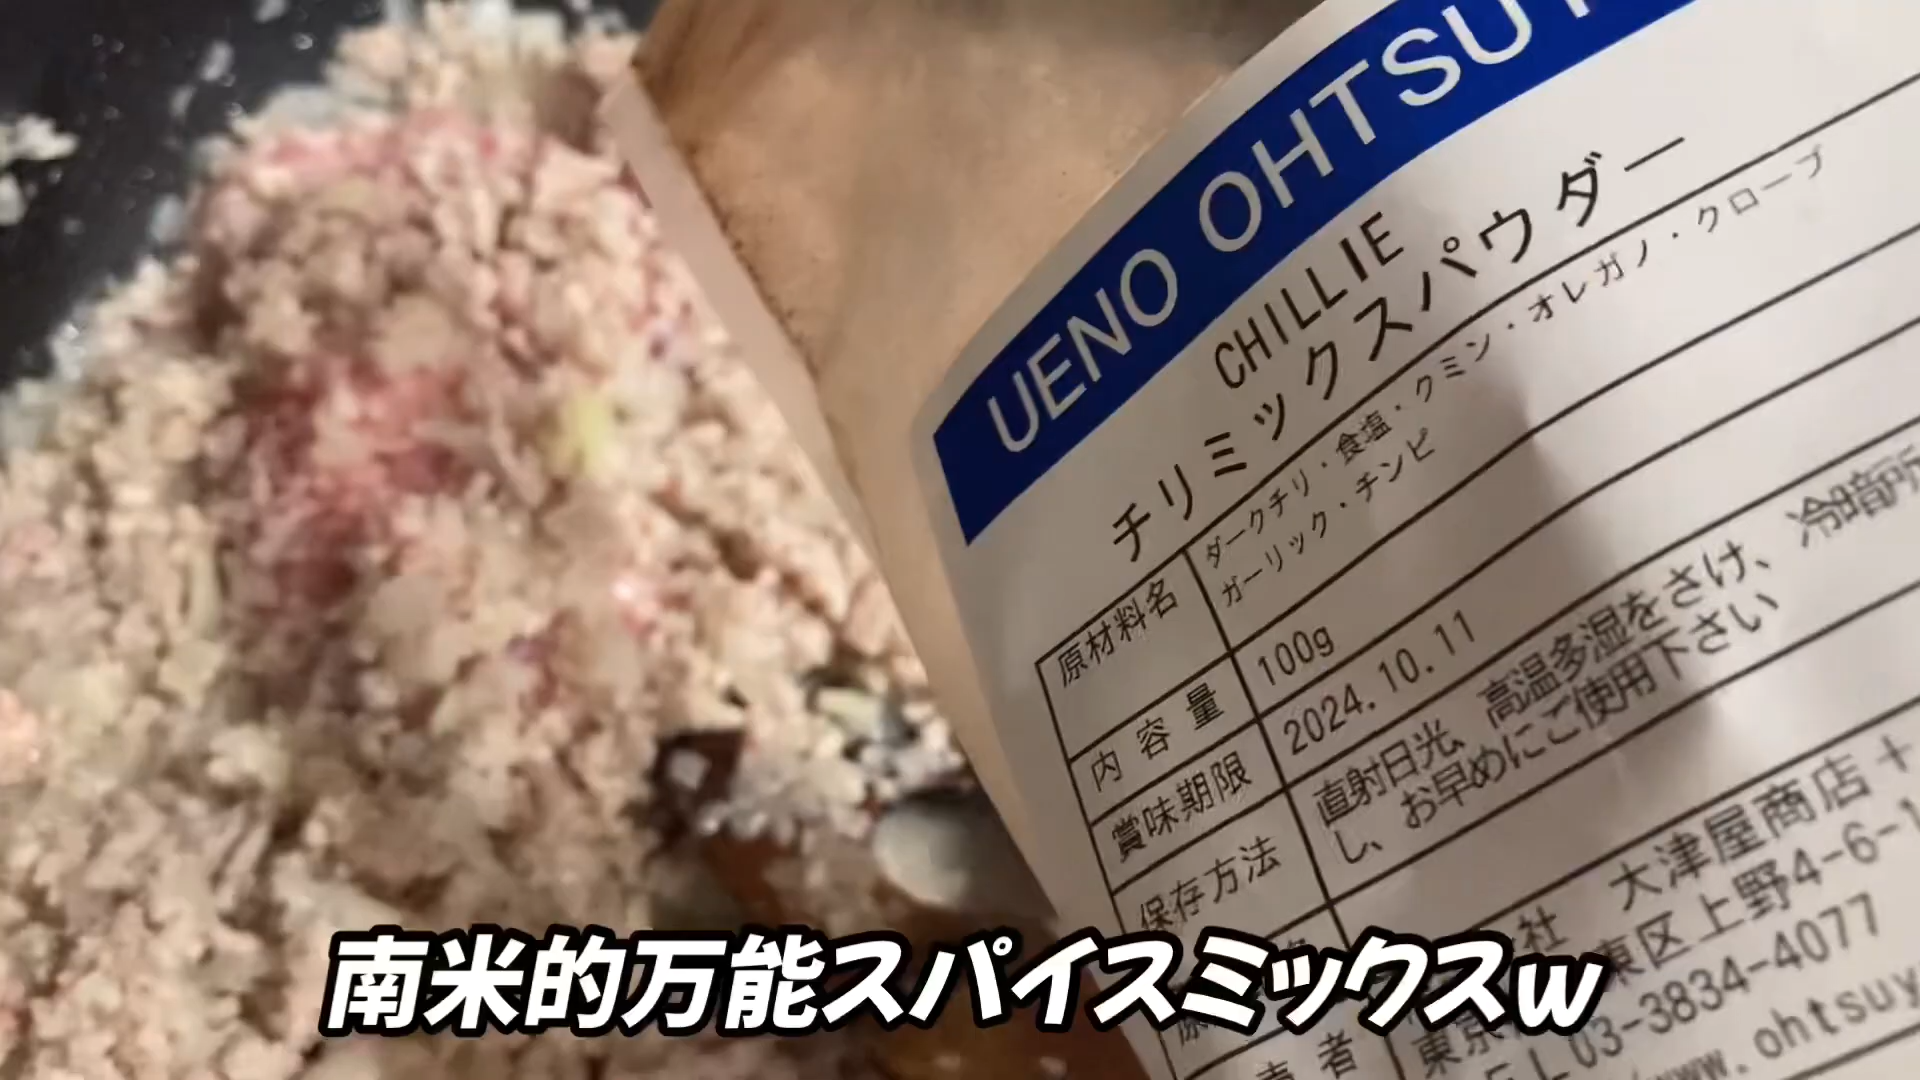 UENO OHTSU
CHILLIE
チリミックスパウダー
原材料名
ダークチリ・食塩・クミン・オレガノ・クローブ
ガーリック・チンピ
内容量
100g
賞味期限
2024.10.11
保存方法
直射日光、高温多湿をさけ、冷暗所
し、お早めにご使用下さい
大津屋商店
東区上野4-6-1
03-3834-4077
www.ohtsuy
南米的万能スパイスミックスw